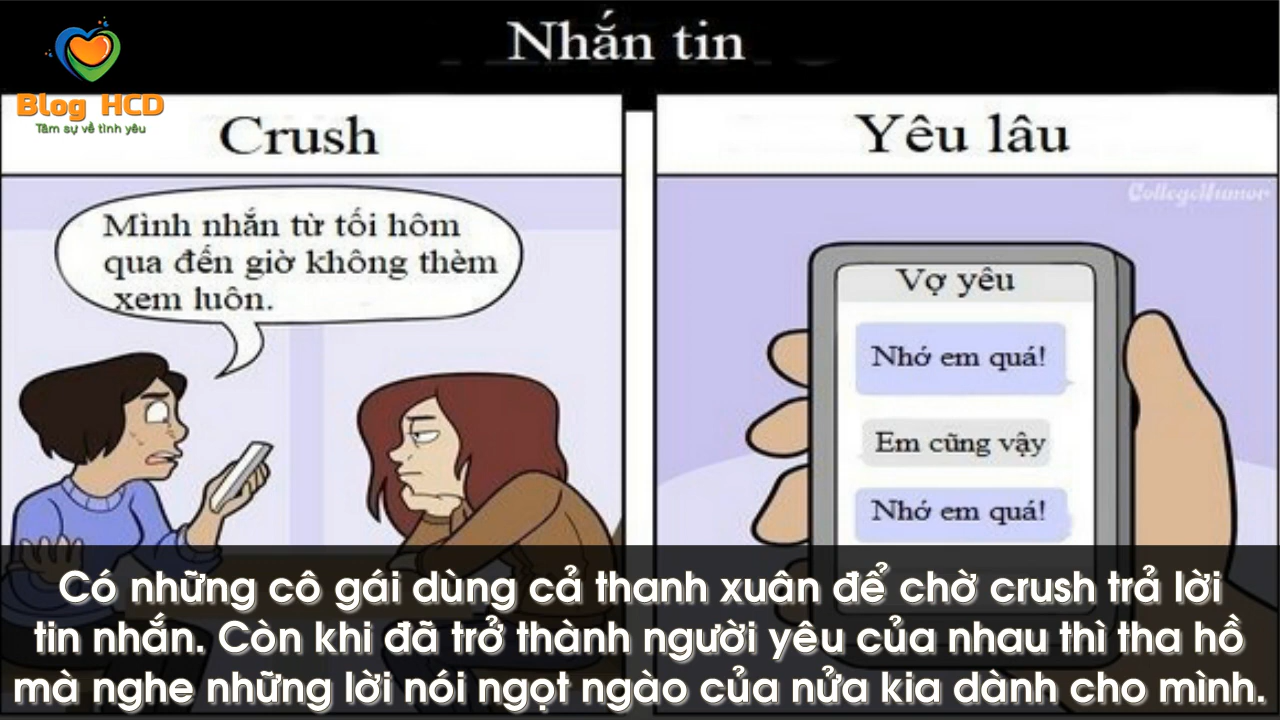 Nhắn tin
Blog HCD
Tâm sự về tình yêu
Crush
Yêu lâu
CollegeHumor
Mình nhắn từ tối hôm
qua đến giờ không thèm
xem luôn.
Vợ yêu
Nhớ em quá!
Em cũng vậy
Nhớ em quá!
Có những cô gái dùng cả thanh xuân để chờ crush trả lời
tin nhắn. Còn khi đã trở thành người yêu của nhau thì tha hồ
mà nghe những lời nói ngọt ngào của nửa kia dành cho mình.